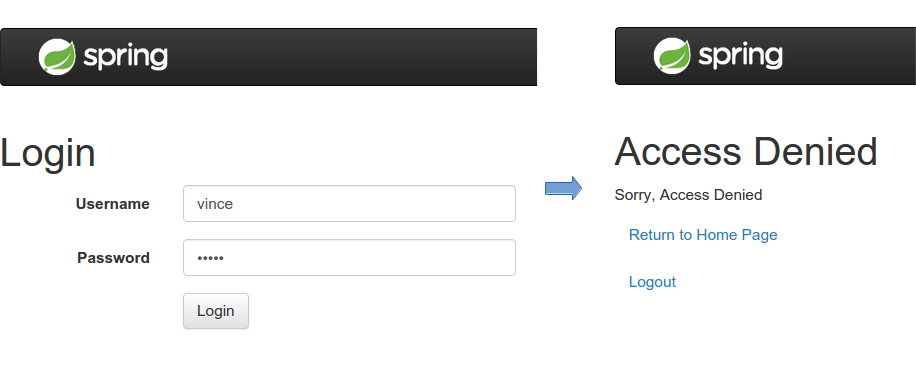 spring
Login
Username vince
Password •••••
Login
spring
Access Denied
Sorry, Access Denied
Return to Home Page
Logout